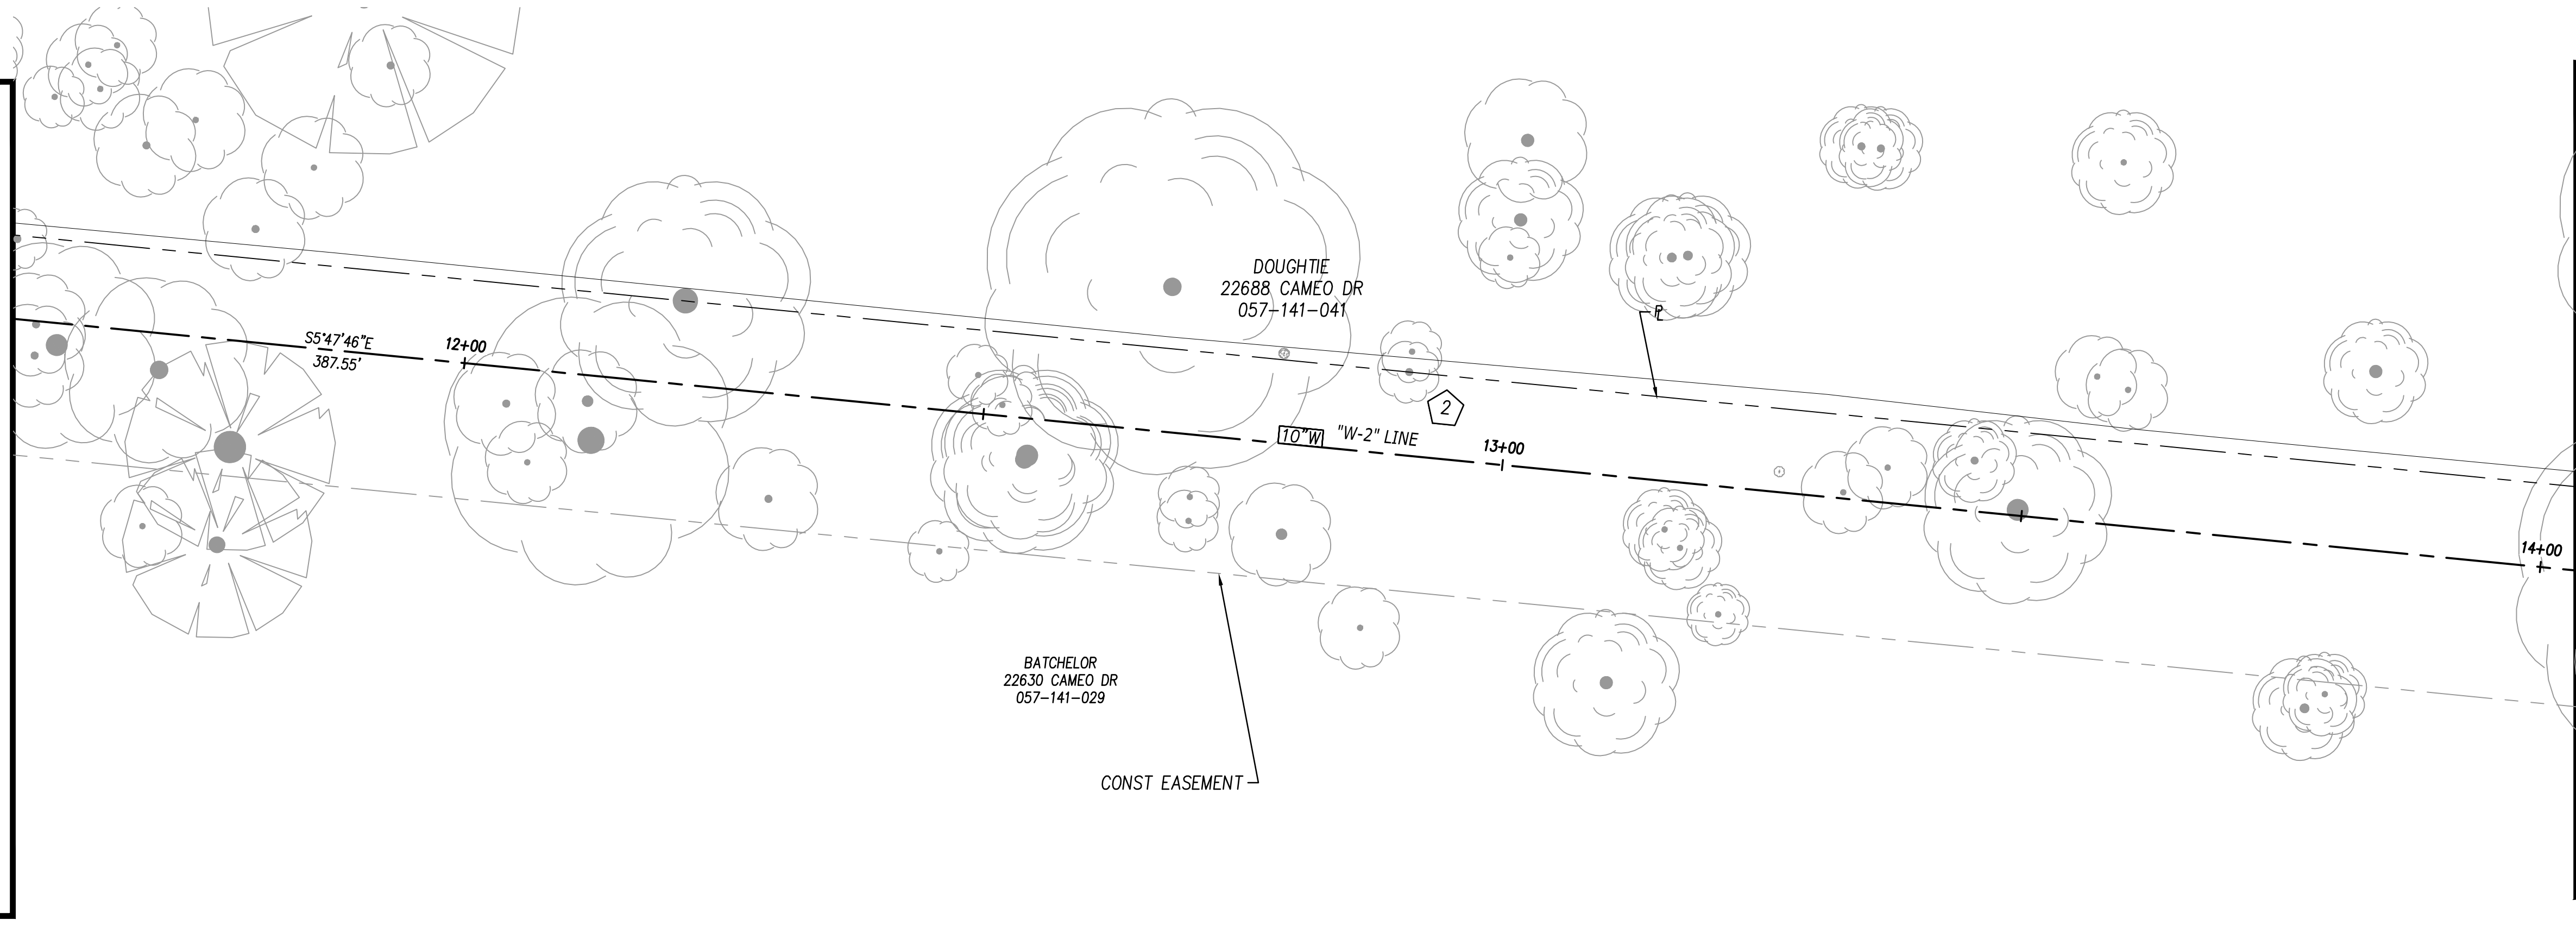 DOUGHTIE
22688 CAMEO DR
057-141-041
PL
S5°47'46"E
387.55'
12+00
2
10"W
"W-2" LINE
13+00
14+00
BATCHELOR
22630 CAMEO DR
057-141-029
CONST EASEMENT